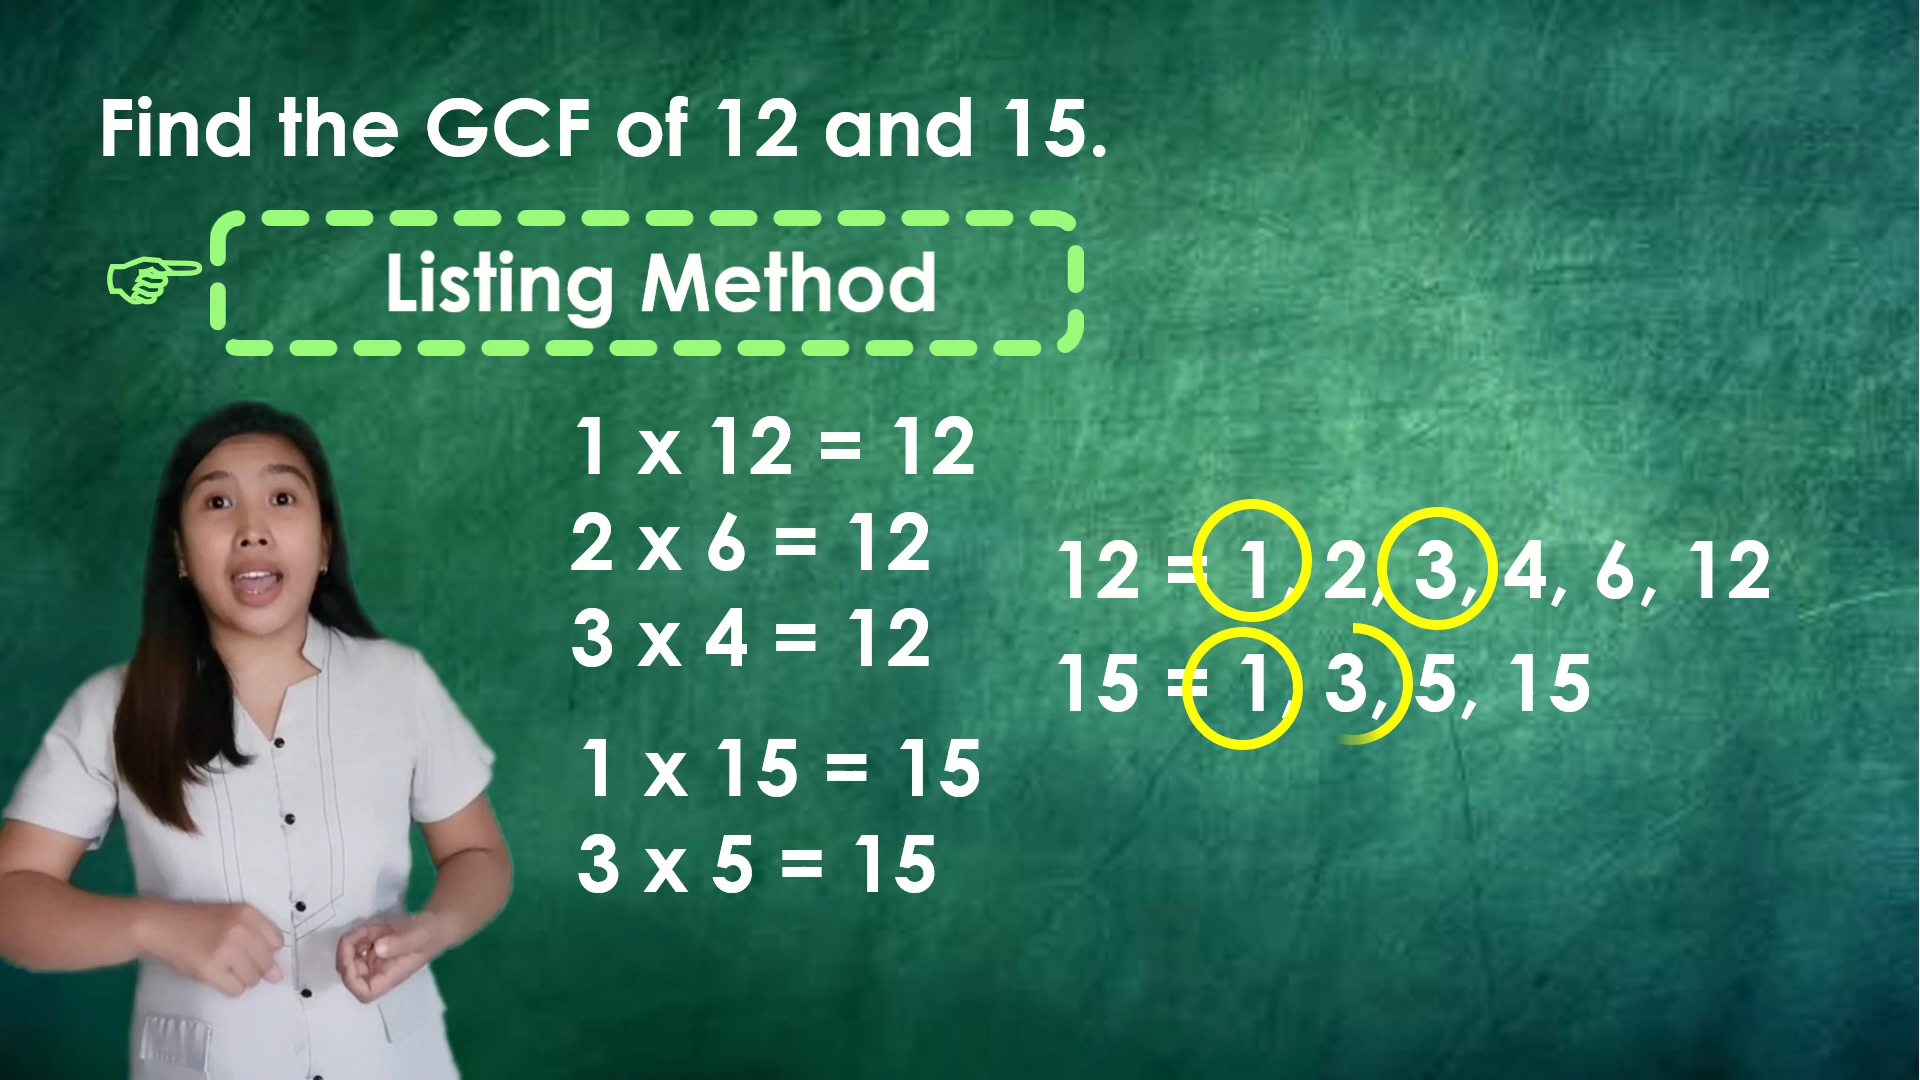 Find the GCF of 12 and 15.
Listing Method
1 x 12 = 12
2 x 6 = 12
3 x 4 = 12
1 x 15 = 15
3 x 5 = 15
12 = 1, 2, 3, 4, 6, 12
15 = 1, 3, 5, 15